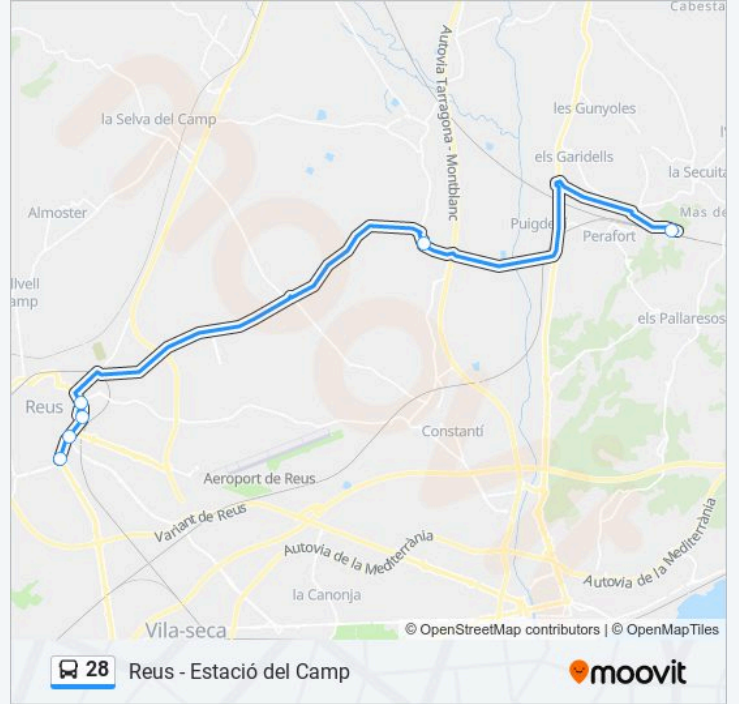 Cabesta
Autovia Tarragona - Montblanc
les Gunyoles
la Selva del Camp
els Garidells
la Secuita
Almoster
Puigde
Mas de
Perafort
llvell
amp
els Pallaresos
Reus
Constantí
Aeroport de Reus
Variant de Reus
Autovia de la Mediterrània
Autovia de la Mediterrània
la Canonja
Vila-seca
© OpenStreetMap contributors | © OpenMapTiles
28 Reus - Estació del Camp
moovit